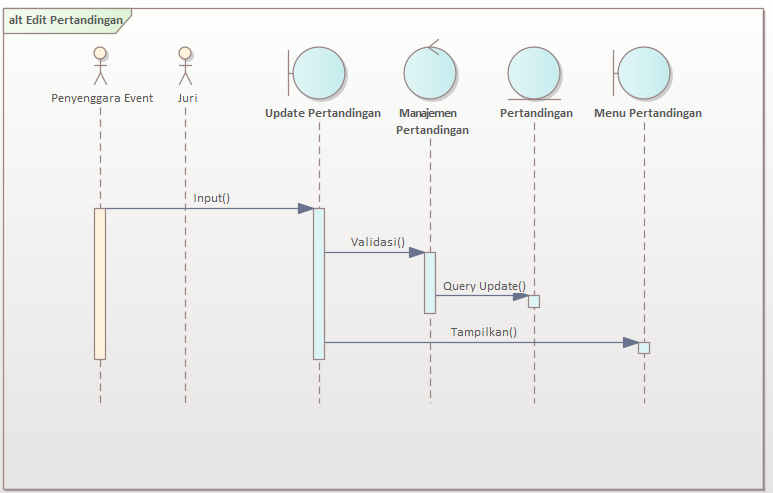 alt Edit Pertandingan
Penyenggara Event
Juri
Update Pertandingan
Manajemen
Pertandingan
Pertandingan
Menu Pertandingan
Input()
Validasi()
Query Update()
Tampilkan()